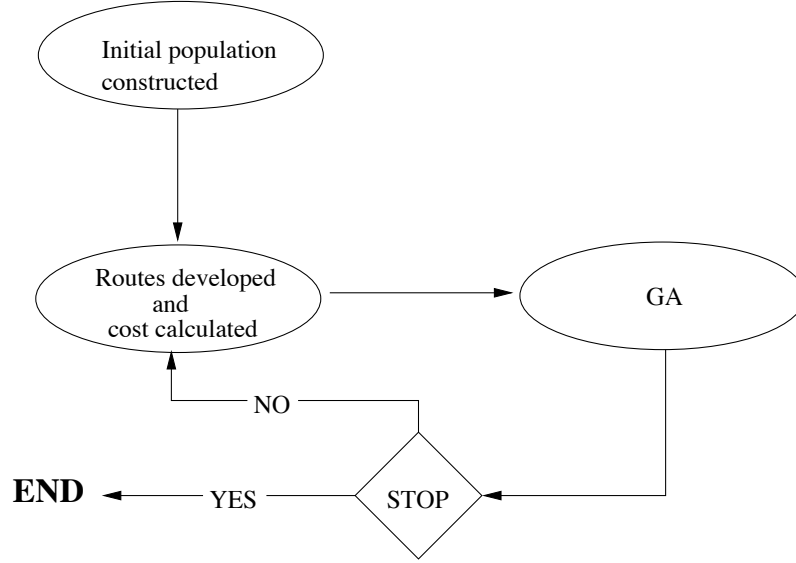 Initial population
constructed
Routes developed
and
cost calculated
GA
NO
END
YES
STOP